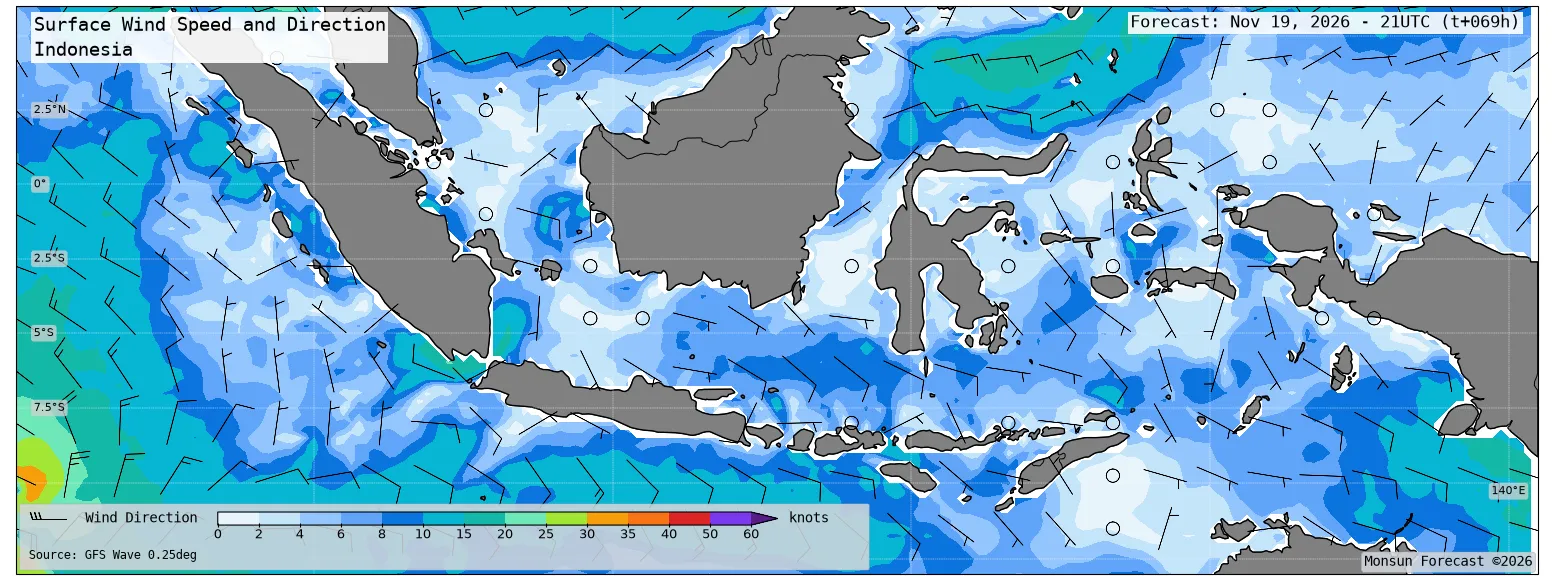 Surface Wind Speed and Direction
Indonesia
Forecast: Nov 19, 2026 - 21UTC (t+069h)
2.5°N
0°
2.5°S
5°S
7.5°S
140°E
Wind Direction
0 2 4 6 8 10 15 20 25 30 35 40 50 60 knots
Source: GFS Wave 0.25deg
Monsun Forecast ©2026